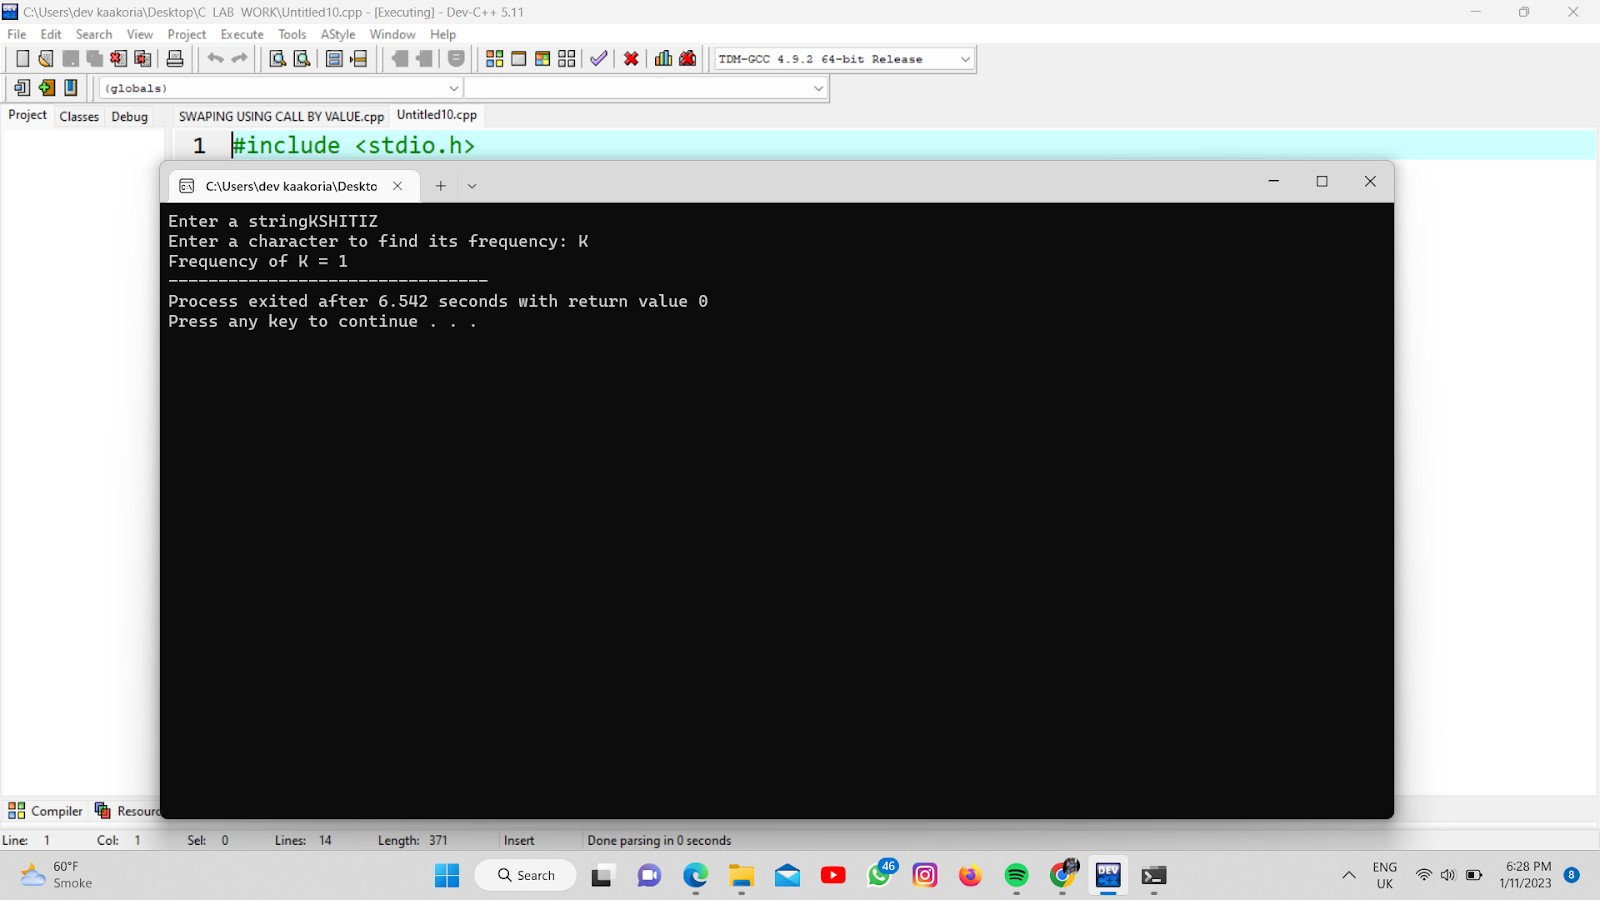 C:\Users\dev kaakoria\Desktop\C LAB WORK\Untitled10.cpp - [Executing] - Dev-C++ 5.11
File Edit Search View Project Execute Tools AStyle Window Help
TDM-GCC 4.9.2 64-bit Release
(globals)
Project Classes Debug SWAPING USING CALL BY VALUE.cpp Untitled10.cpp
1 #include <stdio.h>
C:\Users\dev kaakoria\Deskto
Enter a stringKSHITIZ
Enter a character to find its frequency: K
Frequency of K = 1
--------------------------------
Process exited after 6.542 seconds with return value 0
Press any key to continue . . .
Compiler Resourc
Line: 1 Col: 1 Sel: 0 Lines: 14 Length: 371 Insert Done parsing in 0 seconds
60°F
Smoke
Search
46
DEV
ENG
UK
6:28 PM
1/11/2023
8